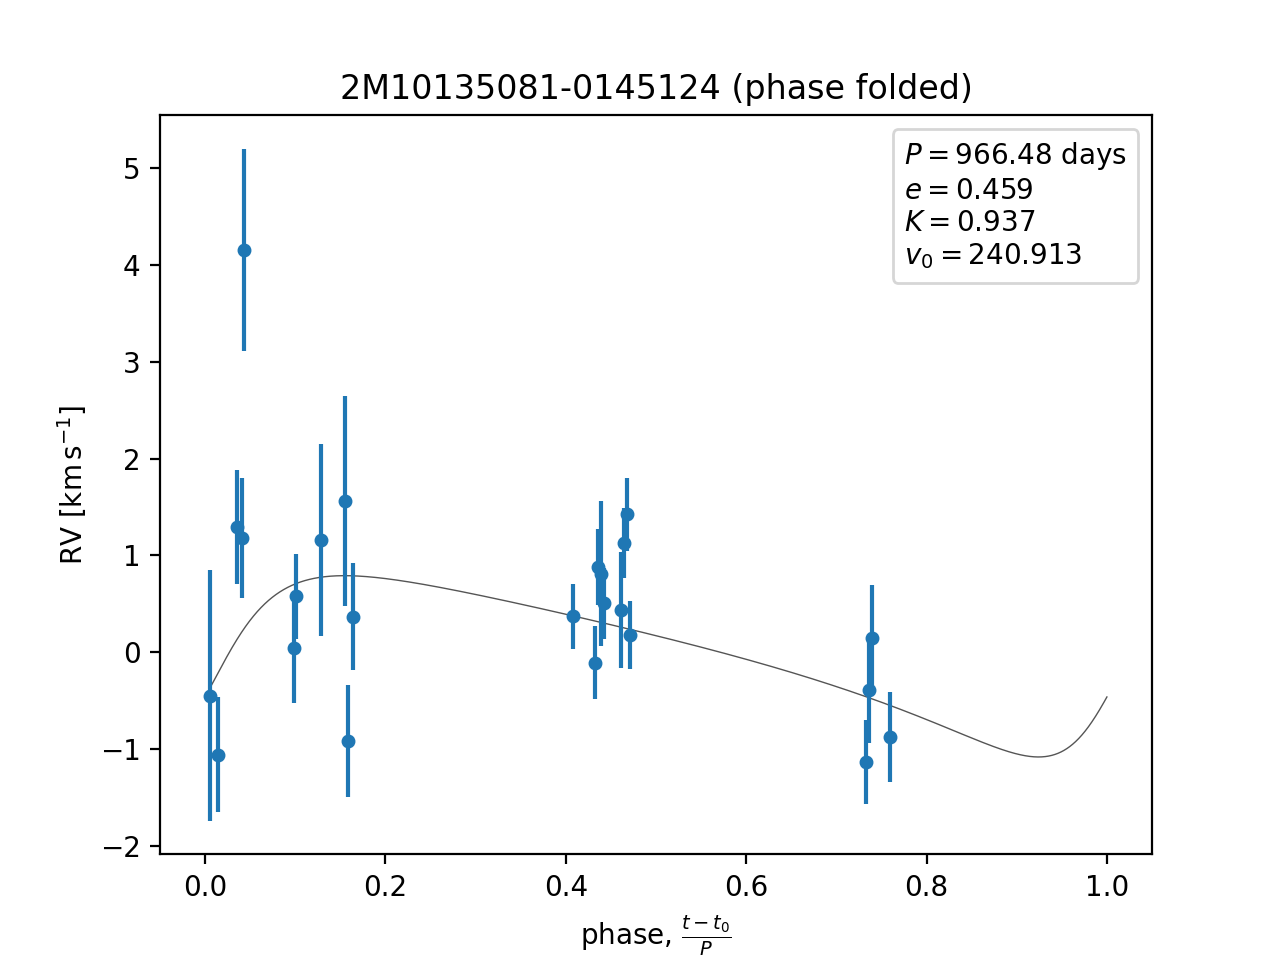 2M10135081-0145124 (phase folded)
P = 966.48 days
e = 0.459
K = 0.937
v₀ = 240.913
RV [km s⁻¹]
5
4
3
2
1
0
−1
−2
0.0 0.2 0.4 0.6 0.8 1.0
phase, (t − t₀)/P